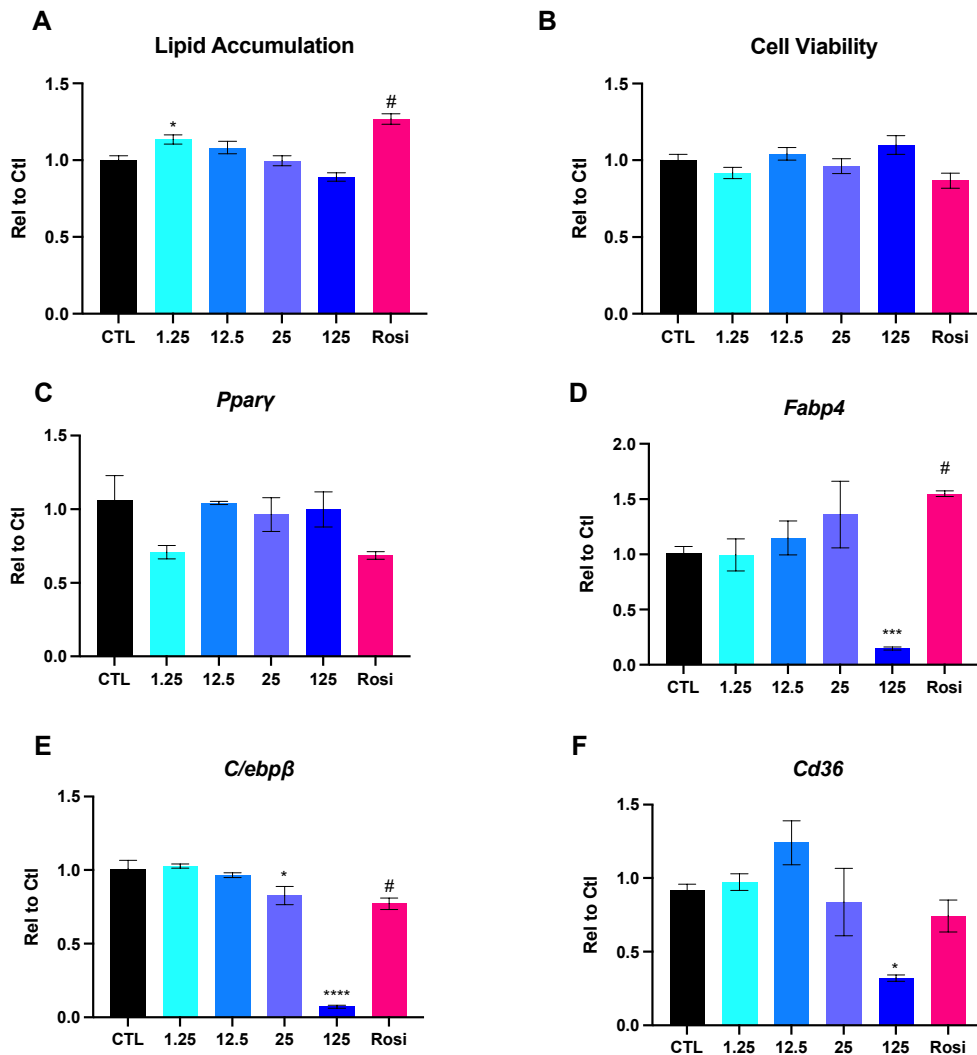 A
Lipid Accumulation
Rel to Ctl
1.5
1.0
0.5
0.0
*
#
CTL 1.25 12.5 25 125 Rosi
B
Cell Viability
Rel to Ctl
1.5
1.0
0.5
0.0
CTL 1.25 12.5 25 125 Rosi
C
Pparγ
Rel to Ctl
1.5
1.0
0.5
0.0
CTL 1.25 12.5 25 125 Rosi
D
Fabp4
Rel to Ctl
2.0
1.5
1.0
0.5
0.0
***
#
CTL 1.25 12.5 25 125 Rosi
E
C/ebpβ
Rel to Ctl
1.5
1.0
0.5
0.0
*
****
#
CTL 1.25 12.5 25 125 Rosi
F
Cd36
Rel to Ctl
1.5
1.0
0.5
0.0
*
CTL 1.25 12.5 25 125 Rosi